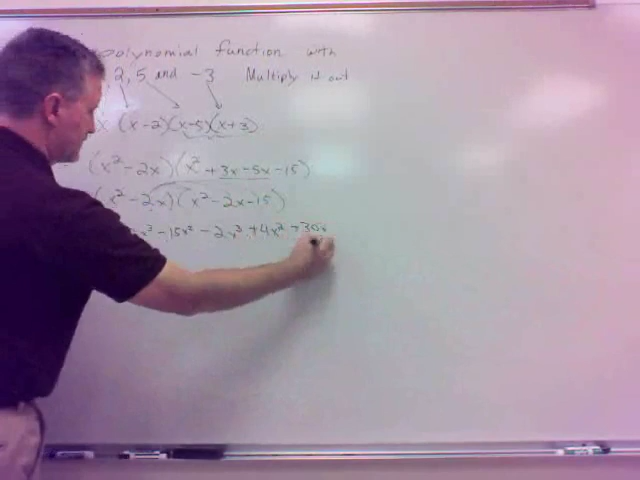 polynomial function with
2, 5 and -3 Multiply it out
x (x-2)(x-5)(x+3)
(x² - 2x)(x² + 3x - 5x - 15)
(x² - 2x)(x² - 2x - 15)
x³ - 15x² - 2x³ + 4x² + 30x